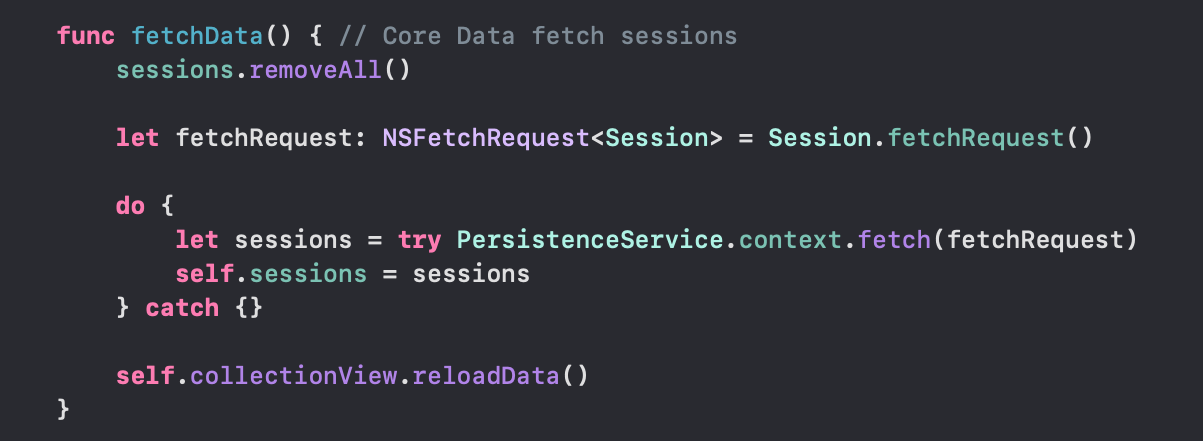 func fetchData() { // Core Data fetch sessions
    sessions.removeAll()

    let fetchRequest: NSFetchRequest<Session> = Session.fetchRequest()

    do {
        let sessions = try PersistenceService.context.fetch(fetchRequest)
        self.sessions = sessions
    } catch {}

    self.collectionView.reloadData()
}